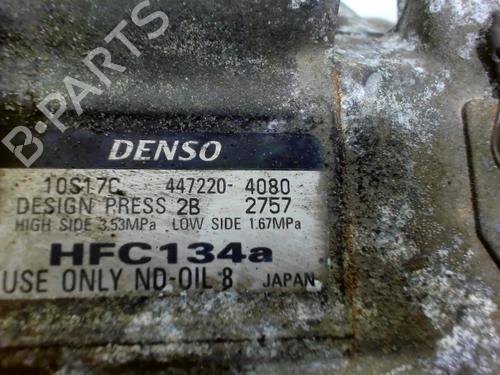 B-PARTS
DENSO
10S17C 447220-4080
DESIGN PRESS 2B 2757
HIGH SIDE 3.53MPa LOW SIDE 1.67MPa
HFC134a
USE ONLY ND-OIL 8 JAPAN